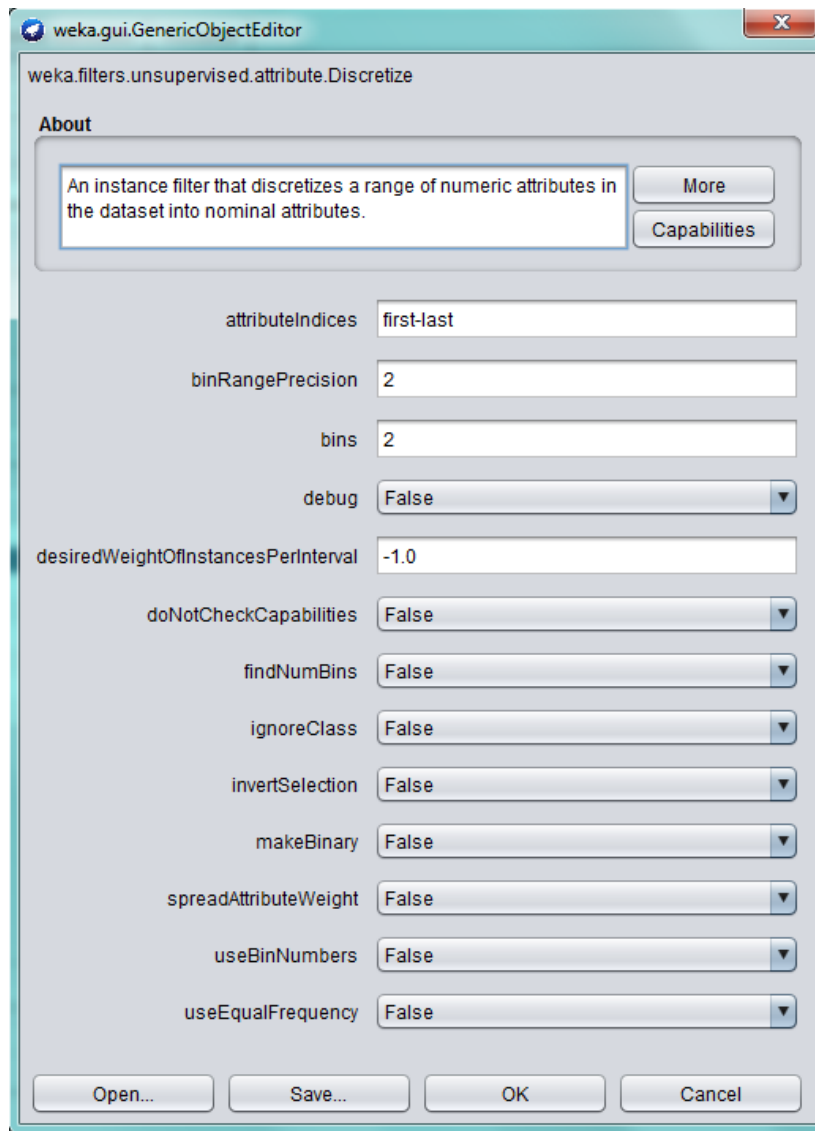 weka.gui.GenericObjectEditor
weka.filters.unsupervised.attribute.Discretize
About
An instance filter that discretizes a range of numeric attributes in
the dataset into nominal attributes.
More
Capabilities
attributeIndices first-last
binRangePrecision 2
bins 2
debug False
desiredWeightOfInstancesPerInterval -1.0
doNotCheckCapabilities False
findNumBins False
ignoreClass False
invertSelection False
makeBinary False
spreadAttributeWeight False
useBinNumbers False
useEqualFrequency False
Open... Save... OK Cancel